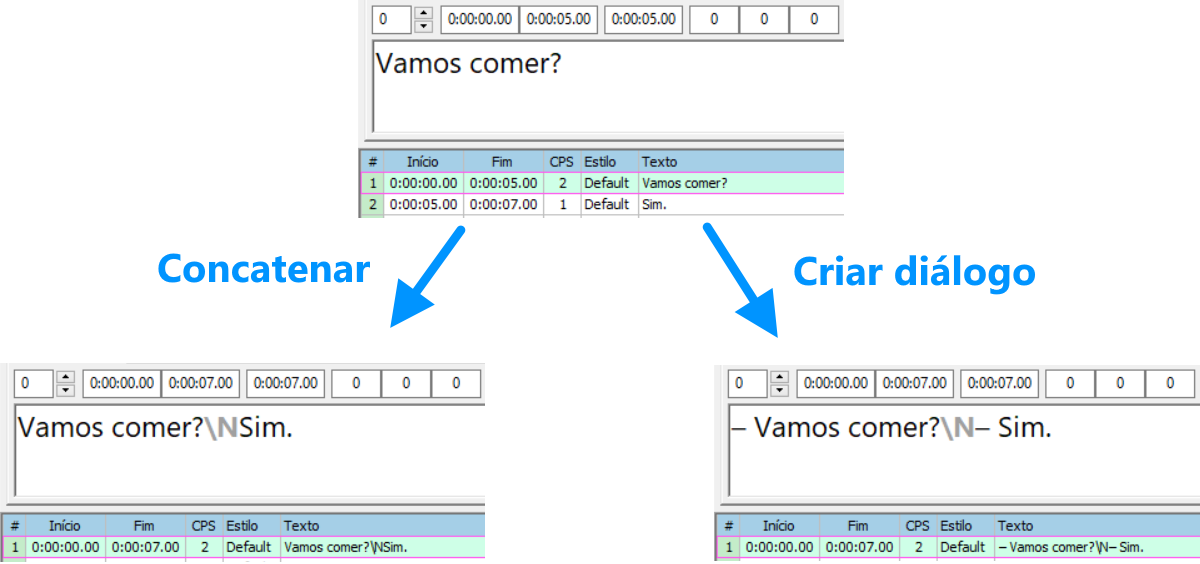 0 0:00:00.00 0:00:05.00 0:00:05.00 0 0 0
Vamos comer?
# Início Fim CPS Estilo Texto
1 0:00:00.00 0:00:05.00 2 Default Vamos comer?
2 0:00:05.00 0:00:07.00 1 Default Sim.
Concatenar
Criar diálogo
0 0:00:00.00 0:00:07.00 0:00:07.00 0 0 0
Vamos comer?\NSim.
# Início Fim CPS Estilo Texto
1 0:00:00.00 0:00:07.00 2 Default Vamos comer?\NSim.
0 0:00:00.00 0:00:07.00 0:00:07.00 0 0 0
– Vamos comer?\N– Sim.
# Início Fim CPS Estilo Texto
1 0:00:00.00 0:00:07.00 2 Default – Vamos comer?\N– Sim.